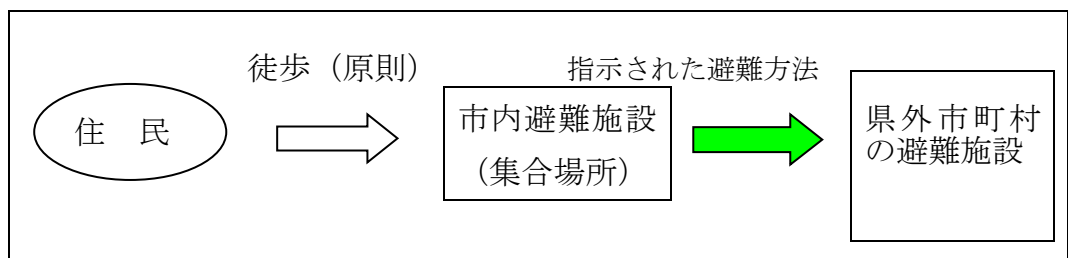 徒歩（原則）
指示された避難方法
住　民
市内避難施設
（集合場所）
県外市町村
の避難施設